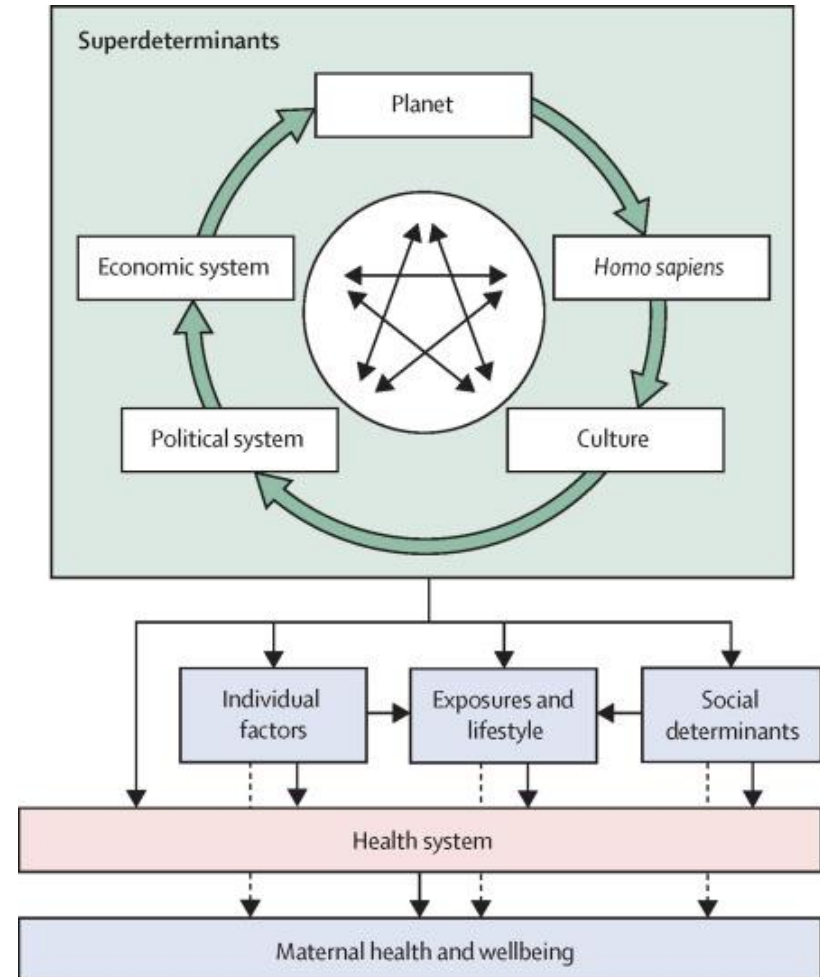 Superdeterminants
Planet
Economic system
Homo sapiens
Political system
Culture
Individual
factors
Exposures and
lifestyle
Social
determinants
Health system
Maternal health and wellbeing